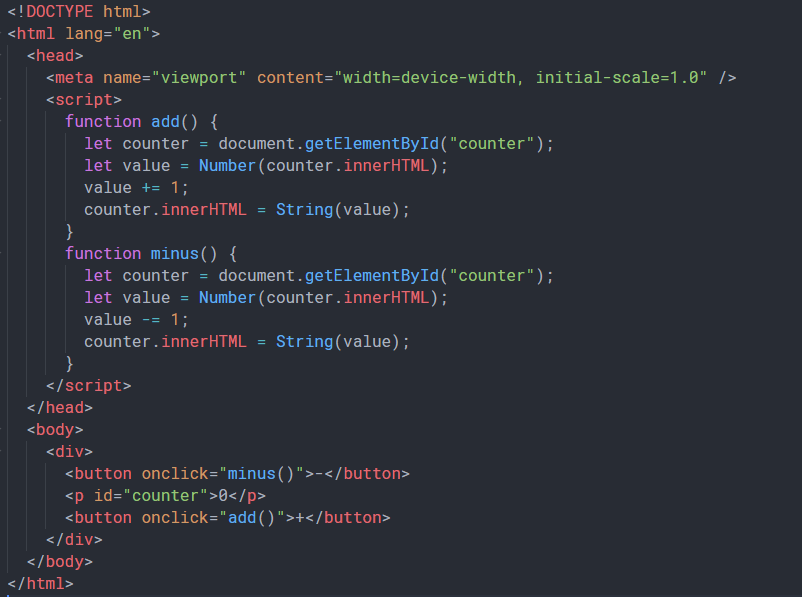 <!DOCTYPE html>
<html lang="en">
  <head>
    <meta name="viewport" content="width=device-width, initial-scale=1.0" />
    <script>
      function add() {
        let counter = document.getElementById("counter");
        let value = Number(counter.innerHTML);
        value += 1;
        counter.innerHTML = String(value);
      }
      function minus() {
        let counter = document.getElementById("counter");
        let value = Number(counter.innerHTML);
        value -= 1;
        counter.innerHTML = String(value);
      }
    </script>
  </head>
  <body>
    <div>
      <button onclick="minus()">-</button>
      <p id="counter">0</p>
      <button onclick="add()">+</button>
    </div>
  </body>
</html>